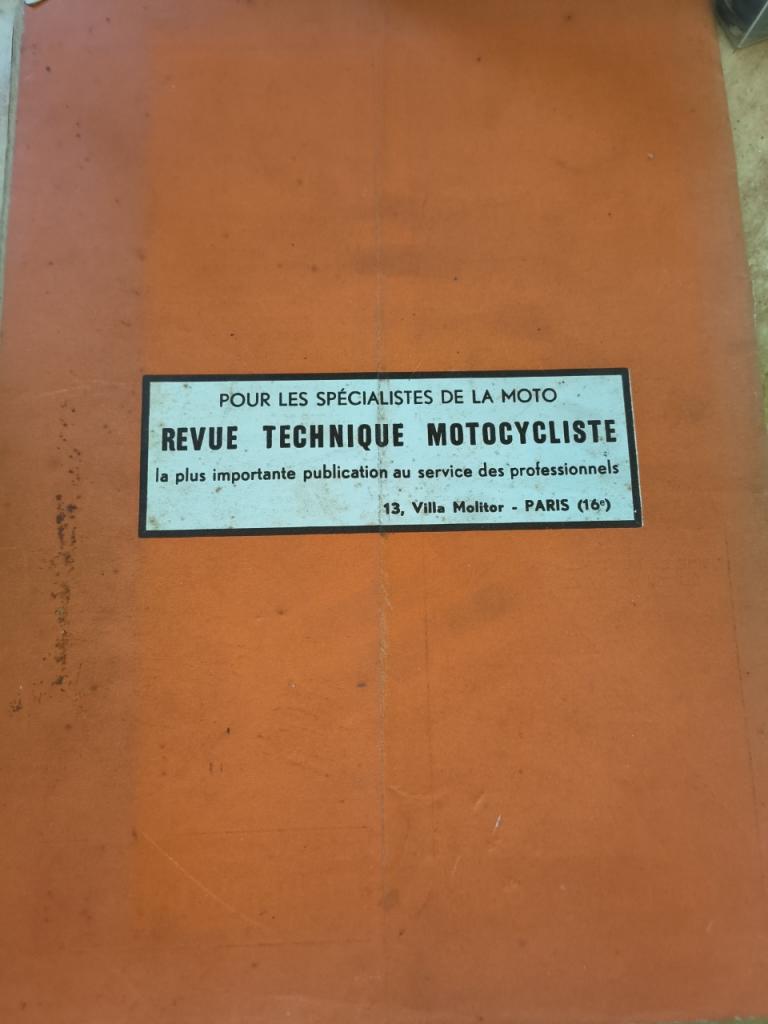 POUR LES SPÉCIALISTES DE LA MOTO
REVUE TECHNIQUE MOTOCYCLISTE
la plus importante publication au service des professionnels
13, Villa Molitor - PARIS (16e)